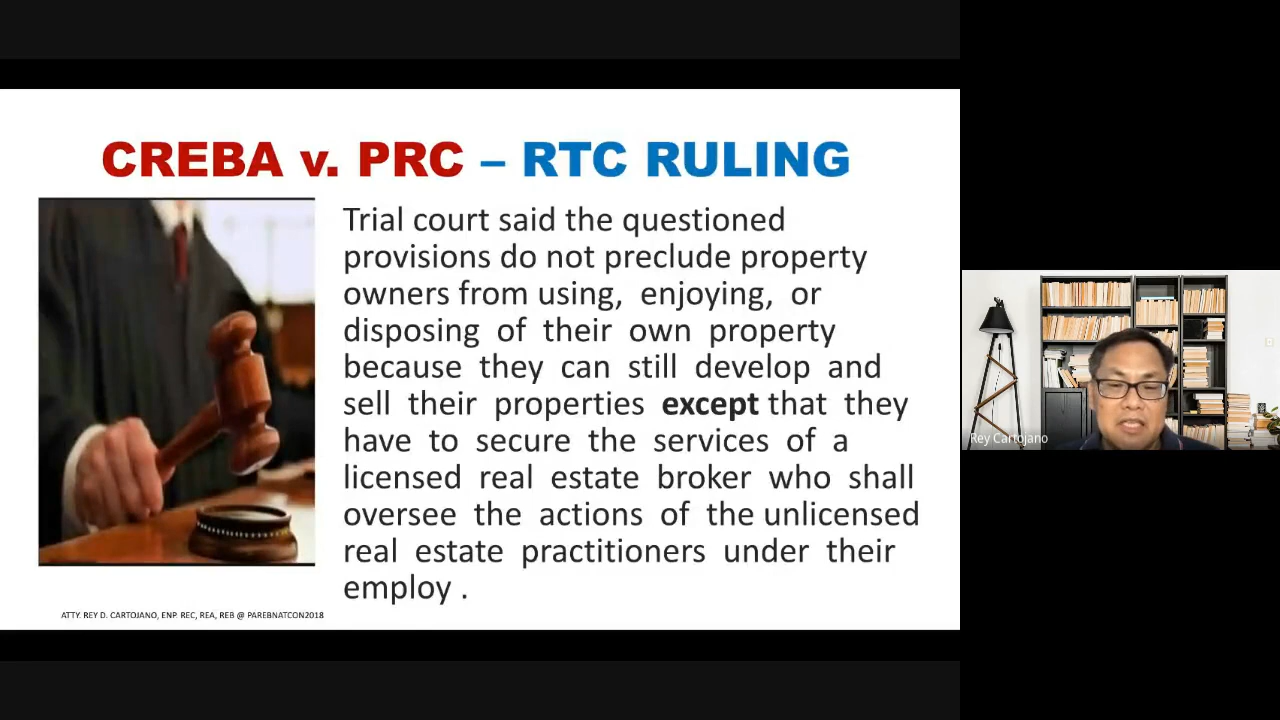 CREBA v. PRC – RTC RULING
Trial court said the questioned
provisions do not preclude property
owners from using, enjoying, or
disposing of their own property
because they can still develop and
sell their properties except that they
have to secure the services of a
licensed real estate broker who shall
oversee the actions of the unlicensed
real estate practitioners under their
employ .
ATTY. REY D. CARTOJANO, ENP. REC, REA, REB @ PAREBNATCON2018
Rey Cartojano